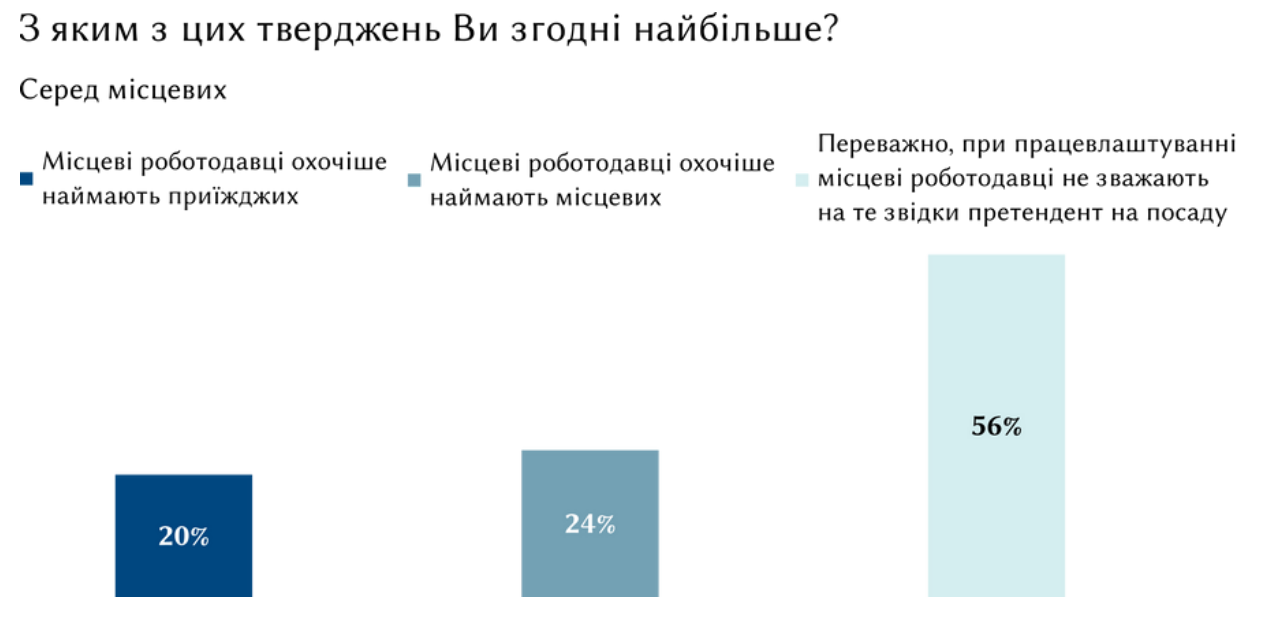 З яким з цих тверджень Ви згодні найбільше?
Серед місцевих
Місцеві роботодавці охочіше
наймають приїжджих
Місцеві роботодавці охочіше
наймають місцевих
Переважно, при працевлаштуванні
місцеві роботодавці не зважають
на те звідки претендент на посаду
20%
24%
56%